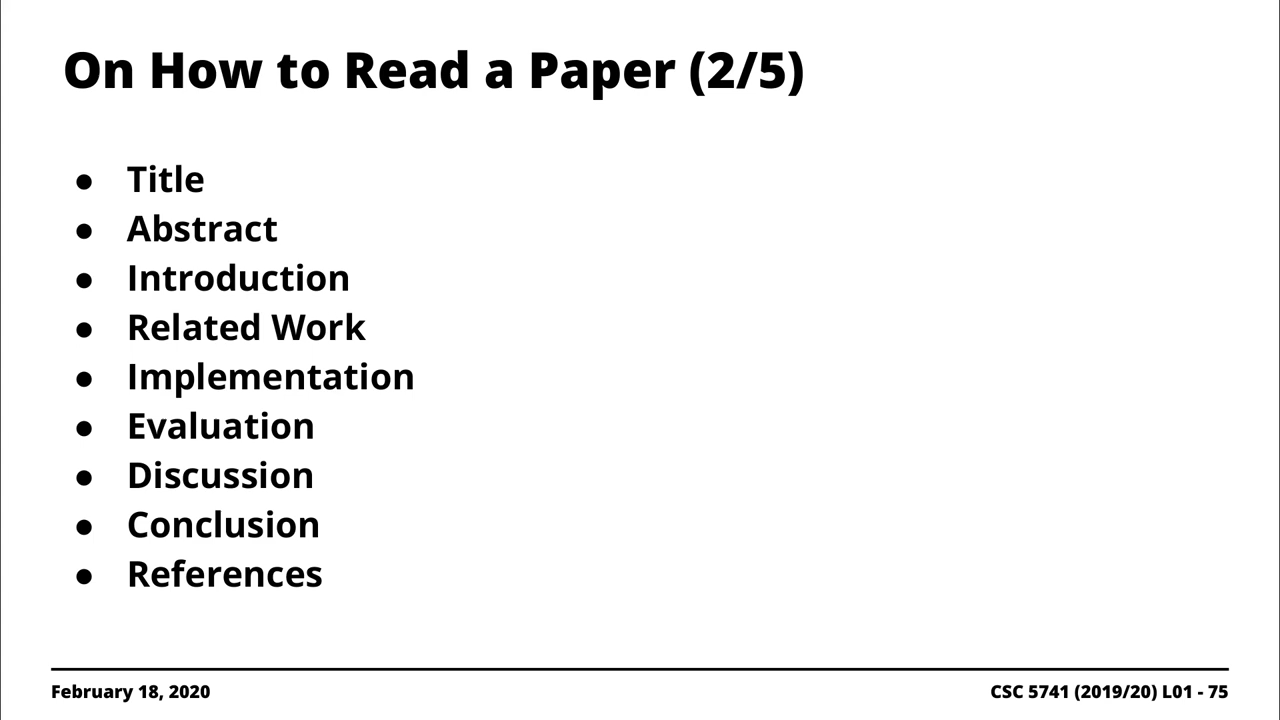 On How to Read a Paper (2/5)
● Title
● Abstract
● Introduction
● Related Work
● Implementation
● Evaluation
● Discussion
● Conclusion
● References
February 18, 2020
CSC 5741 (2019/20) L01 - 75